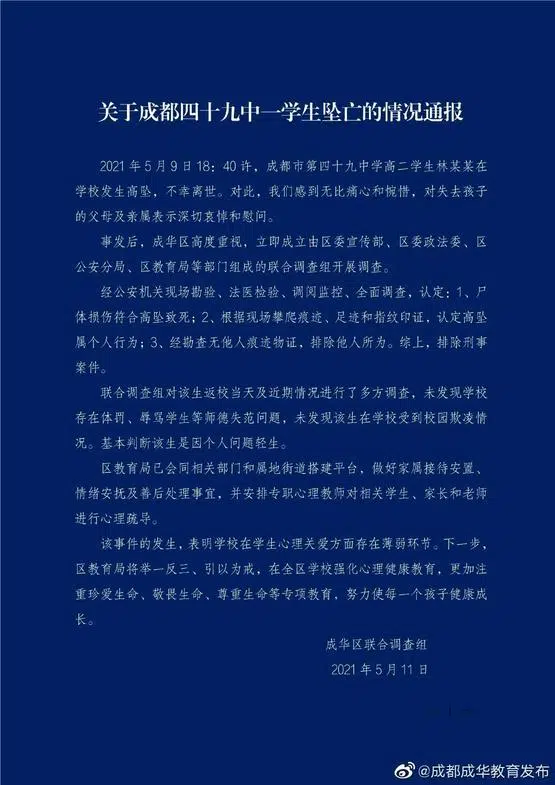 关于成都四十九中一学生坠亡的情况通报
2021年5月9日18：40许，成都市第四十九中学高二学生林某某在
学校发生高坠，不幸离世。对此，我们感到无比痛心和惋惜，对失去孩子
的父母及亲属表示深切哀悼和慰问。
事发后，成华区高度重视，立即成立由区委宣传部、区委政法委、区
公安分局、区教育局等部门组成的联合调查组开展调查。
经公安机关现场勘验、法医检验、调阅监控、全面调查，认定：1、尸
体损伤符合高坠致死；2、根据现场攀爬痕迹、足迹和指纹印证，认定高坠
属个人行为；3、经勘查无他人痕迹物证，排除他人所为。综上，排除刑事
案件。
联合调查组对该生返校当天及近期情况进行了多方调查，未发现学校
存在体罚、辱骂学生等师德失范问题，未发现该生在学校受到校园欺凌情
况。基本判断该生是因个人问题轻生。
区教育局已会同相关部门和属地街道搭建平台，做好家属接待安置、
情绪安抚及善后处理事宜，并安排专职心理教师对相关学生、家长和老师
进行心理疏导。
该事件的发生，表明学校在学生心理关爱方面存在薄弱环节。下一步，
区教育局将举一反三、引以为戒，在全区学校强化心理健康教育，更加注
重珍爱生命、敬畏生命、尊重生命等专项教育，努力使每一个孩子健康成
长。
成华区联合调查组
2021年5月11日
@成都成华教育发布